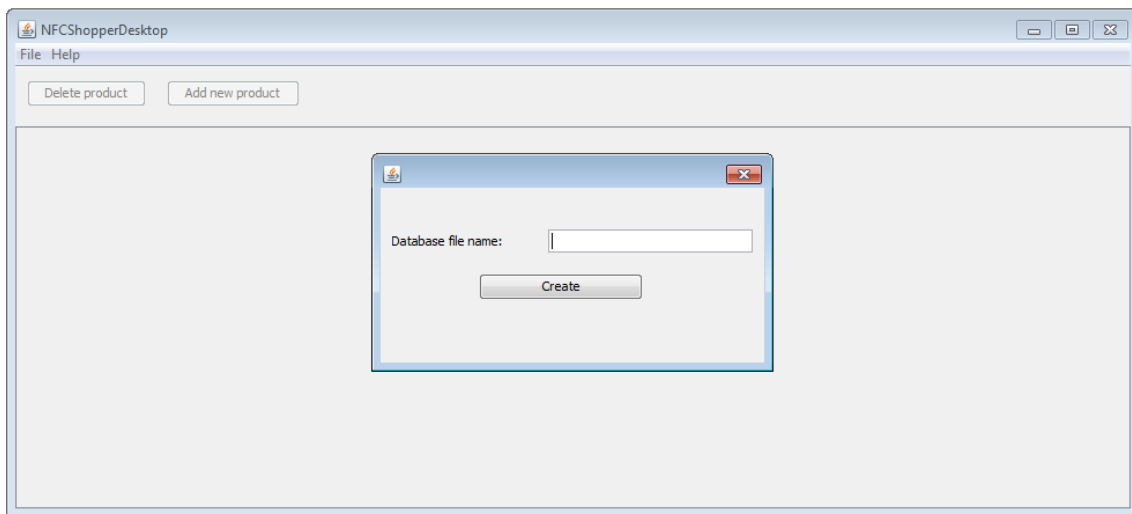 NFCShopperDesktop
File Help
Delete product Add new product
Database file name:
Create